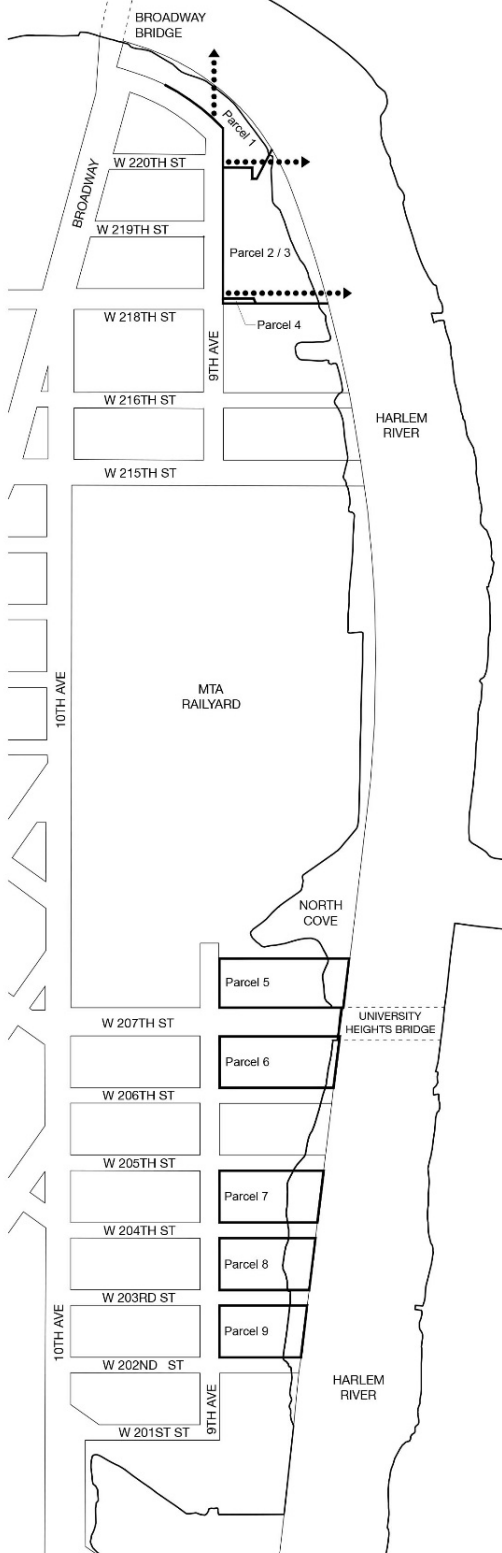 BROADWAY
BRIDGE
Parcel 1
W 220TH ST
BROADWAY
W 219TH ST
Parcel 2 / 3
W 218TH ST
Parcel 4
9TH AVE
W 216TH ST
HARLEM
RIVER
W 215TH ST
10TH AVE
MTA
RAILYARD
NORTH
COVE
Parcel 5
W 207TH ST
UNIVERSITY
HEIGHTS BRIDGE
Parcel 6
W 206TH ST
W 205TH ST
Parcel 7
W 204TH ST
Parcel 8
W 203RD ST
10TH AVE
Parcel 9
W 202ND ST
HARLEM
RIVER
9TH AVE
W 201ST ST